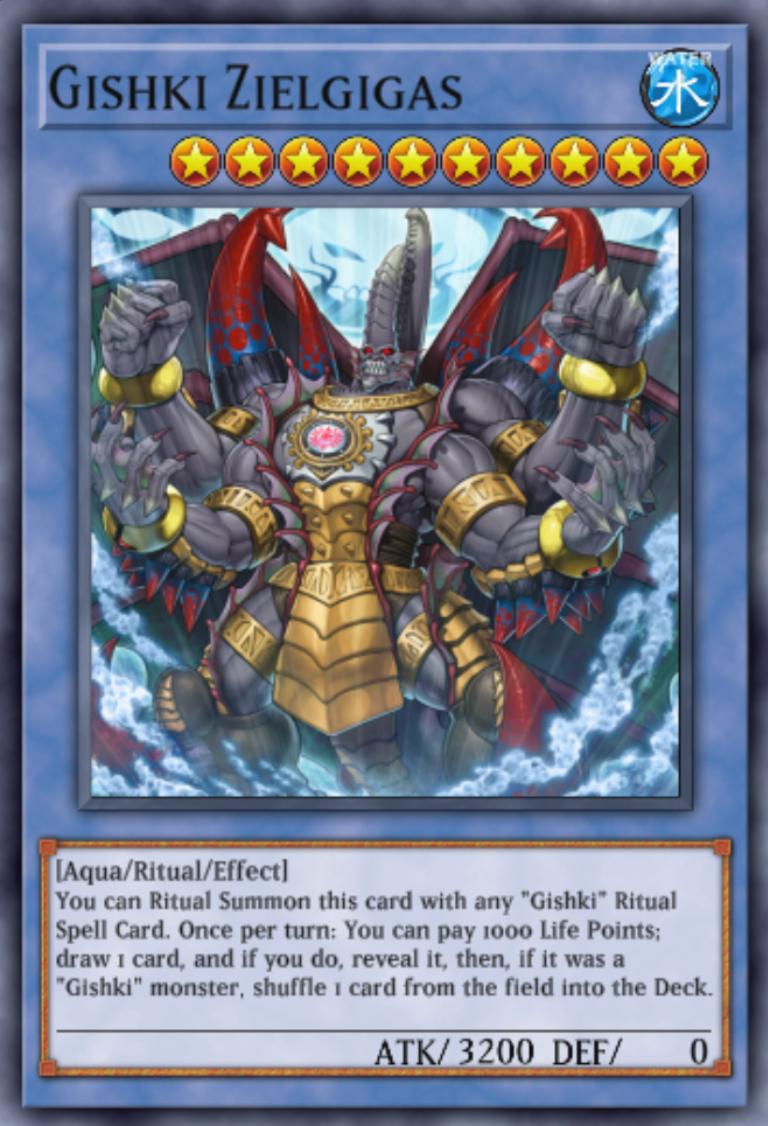 Gishki Zielgigas
WATER
水
[Aqua/Ritual/Effect]
You can Ritual Summon this card with any "Gishki" Ritual
Spell Card. Once per turn: You can pay 1000 Life Points;
draw 1 card, and if you do, reveal it, then, if it was a
"Gishki" monster, shuffle 1 card from the field into the Deck.
ATK/ 3200 DEF/ 0